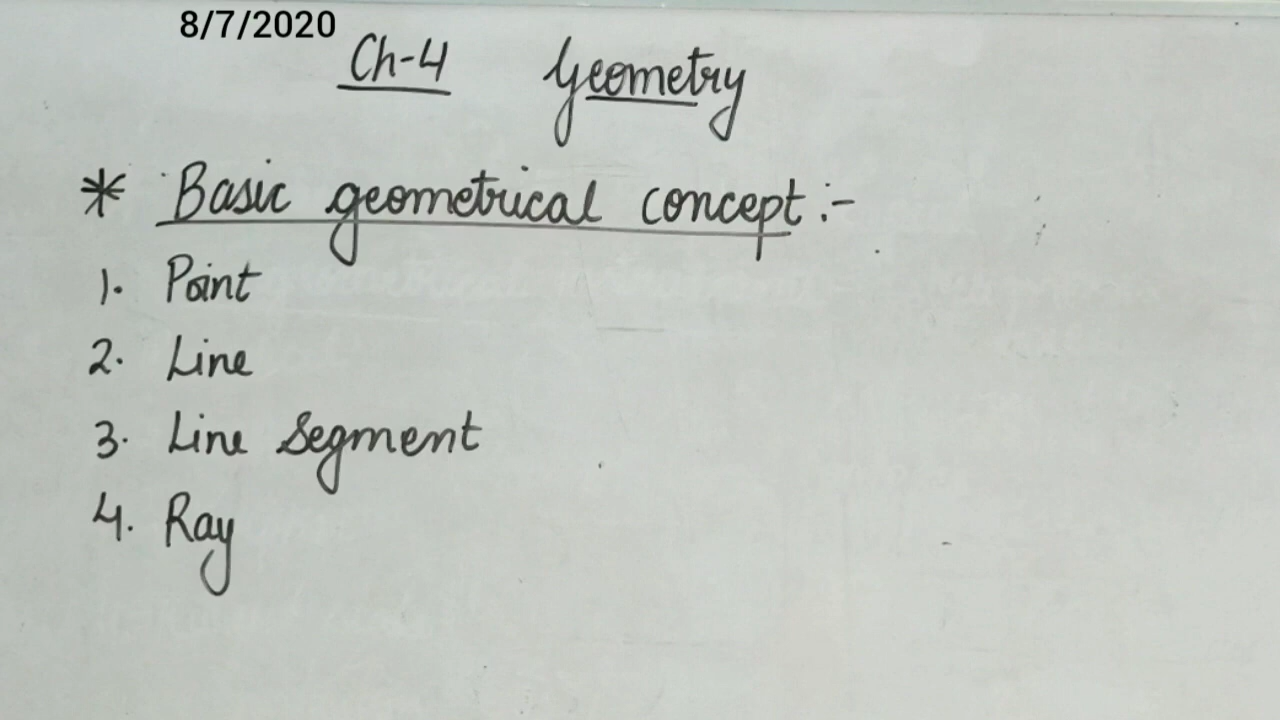 8/7/2020
Ch-4 Geometry
* Basic geometrical concept :-
1. Point
2. Line
3. Line Segment
4. Ray